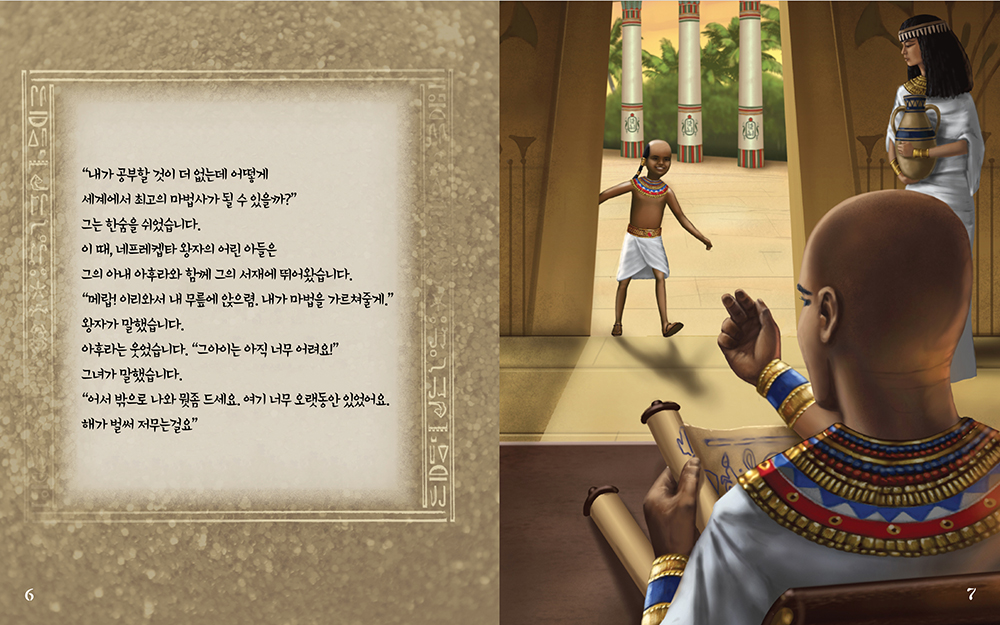 “내가 공부할 것이 더 없는데 어떻게
세계에서 최고의 마법사가 될 수 있을까?”
그는 한숨을 쉬었습니다.
이 때, 네프레켑타 왕자의 어린 아들은
그의 아내 아후라와 함께 그의 서재에 뛰어왔습니다.
“메랍! 이리와서 내 무릎에 앉으렴. 내가 마법을 가르쳐줄게.”
왕자가 말했습니다.
아후라는 웃었습니다. “그아이는 아직 너무 어려요!”
그녀가 말했습니다.
“어서 밖으로 나와 뭣좀 드세요. 여기 너무 오랫동안 있었어요.
해가 벌써 저무는걸요”
6
7